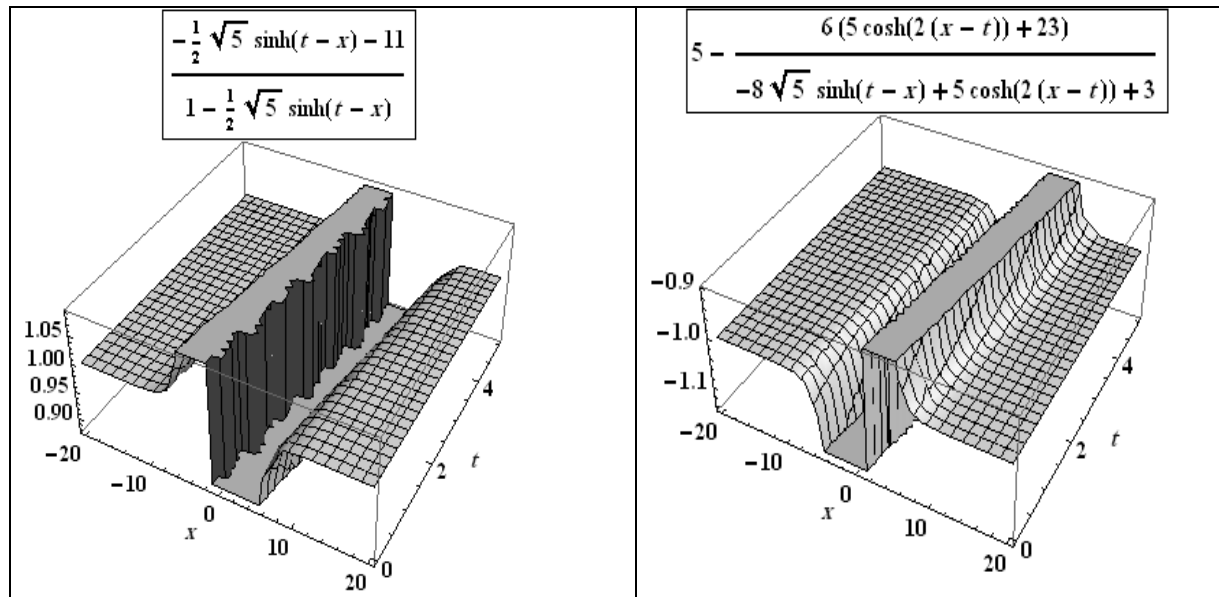 -1/2 √5 sinh(t − x) − 11
1 − 1/2 √5 sinh(t − x)
1.05
1.00
0.95
0.90
−20
−10
0
10
20
x
0
2
4
t
5 − 6 (5 cosh(2 (x − t)) + 23)
−8 √5 sinh(t − x) + 5 cosh(2 (x − t)) + 3
−0.9
−1.0
−1.1
−20
−10
0
10
20
x
0
2
4
t